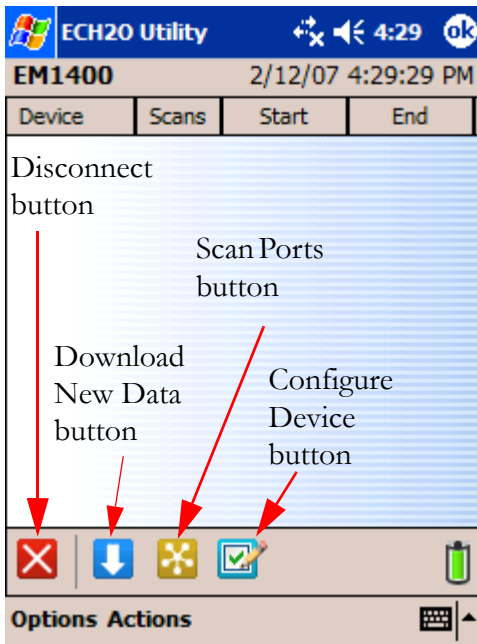 ECH2O Utility 4:29 ok
EM1400 2/12/07 4:29:29 PM
Device Scans Start End
Disconnect
button
Scan Ports
button
Download
New Data
button
Configure
Device
button
Options Actions